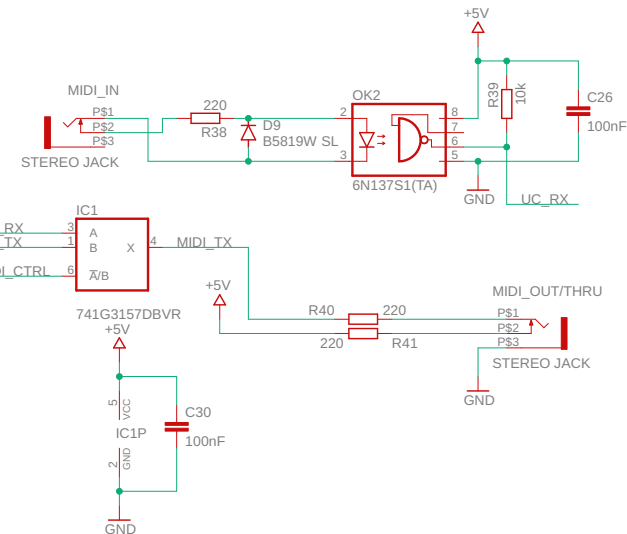 +5V
MIDI_IN
OK2
R39
10k
C26
100nF
P$1
P$2
P$3
220
R38
D9
B5819W SL
2
3
8
7
6
5
STEREO JACK
6N137S1(TA)
GND
UC_RX
IC1
_RX
_TX
I_CTRL
3
1
6
A
B
A/B
X
4
MIDI_TX
741G3157DBVR
+5V
+5V
MIDI_OUT/THRU
R40
220
220
R41
P$1
P$2
P$3
STEREO JACK
GND
5
VCC
IC1P
2
GND
C30
100nF
GND